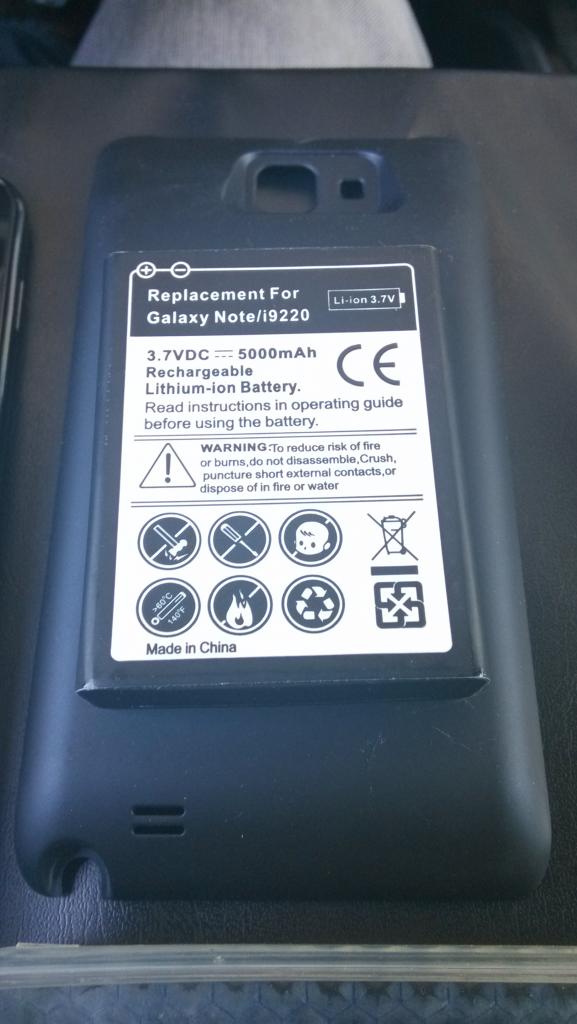 Replacement For
Galaxy Note/i9220
Li-ion 3.7V
3.7VDC ⎓ 5000mAh
Rechargeable
Lithium-ion Battery.
CE
Read instructions in operating guide
before using the battery.
WARNING:To reduce risk of fire
or burns,do not disassemble,Crush,
puncture short external contacts,or
dispose of in fire or water
>60°C
140°F
Made in China